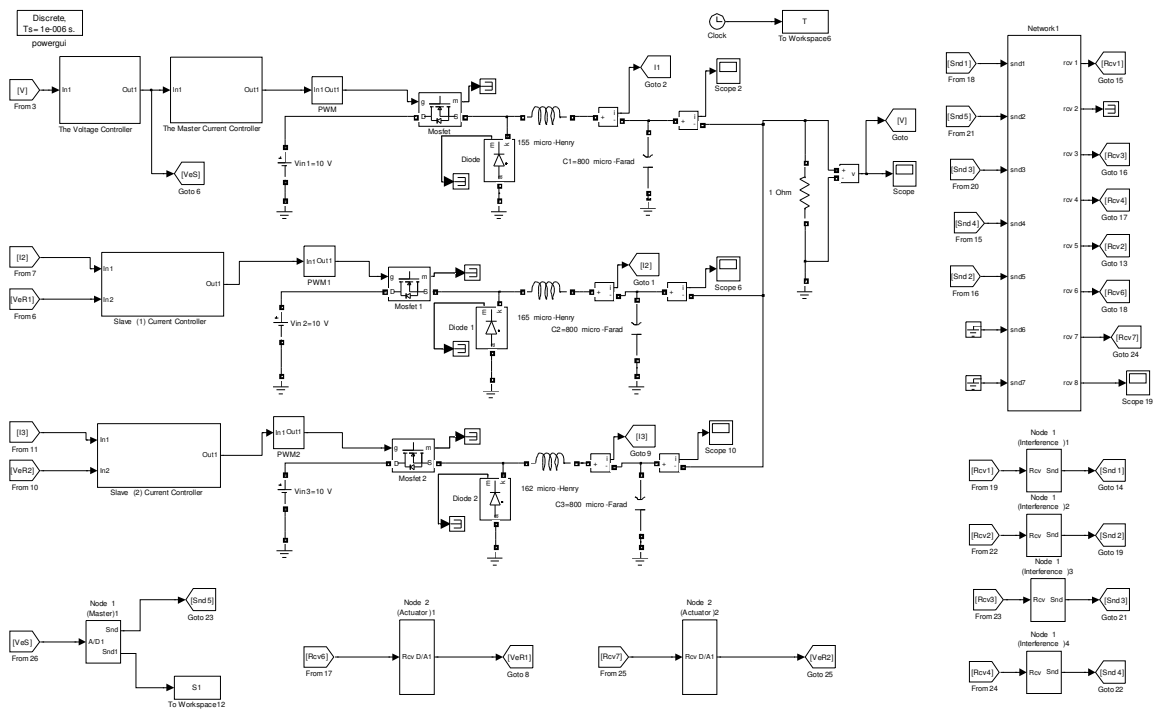 Discrete,
Ts= 1e-006 s.
powergui
Clock
T
To Workspace6
[V]
From 3
In1 Out1
The Voltage Controller
In1 Out1
The Master Current Controller
[VeS]
Goto 6
In1 Out1
PWM
g m
D S
Mosfet
Vin 1=10 V
Diode
m k
a
155 micro -Henry
+ i
-
I1
Goto 2
C1=800 micro -Farad
+ i
-
Scope 2
1 Ohm
+ v
-
[V]
Goto
Scope
[I2]
From 7
[VeR1]
From 6
In1
In2
Out1
Slave (1) Current Controller
In1 Out1
PWM1
g m
D S
Mosfet 1
Vin 2=10 V
Diode 1
m k
a
165 micro -Henry
+ i
-
[I2]
Goto 1
C2=800 micro -Farad
+ i
-
Scope 6
[I3]
From 11
[VeR2]
From 10
In1
In2
Out1
Slave (2) Current Controller
In1 Out1
PWM2
g m
D S
Mosfet 2
Vin 3=10 V
Diode 2
m k
a
162 micro -Henry
+ i
-
[I3]
Goto 9
C3=800 micro -Farad
+ i
-
Scope 10
[VeS]
From 26
Node 1
(Master)1
A/D1
Snd
Snd1
[Snd 5]
Goto 23
S1
To Workspace12
[Rcv6]
From 17
Node 2
(Actuator )1
Rcv D/A1
[VeR1]
Goto 8
[Rcv7]
From 25
Node 2
(Actuator )2
Rcv D/A1
[VeR2]
Goto 25
Network1
[Snd 1]
From 18
snd1
rcv 1
[Rcv1]
Goto 15
[Snd5]
From 21
snd2
rcv 2
[Snd 3]
From 20
snd3
rcv 3
[Rcv3]
Goto 16
[Snd 4]
From 15
snd4
rcv 4
[Rcv4]
Goto 17
[Snd 2]
From 16
snd5
rcv 5
[Rcv2]
Goto 13
snd6
rcv 6
[Rcv6]
Goto 18
snd7
rcv 7
[Rcv7]
Goto 24
rcv 8
Scope 19
Node 1
(Interference )1
[Rcv1]
From 19
Rcv Snd
[Snd 1]
Goto 14
Node 1
(Interference )2
[Rcv2]
From 22
Rcv Snd
[Snd 2]
Goto 19
Node 1
(Interference )3
[Rcv3]
From 23
Rcv Snd
[Snd 3]
Goto 21
Node 1
(Interference )4
[Rcv4]
From 24
Rcv Snd
[Snd 4]
Goto 22